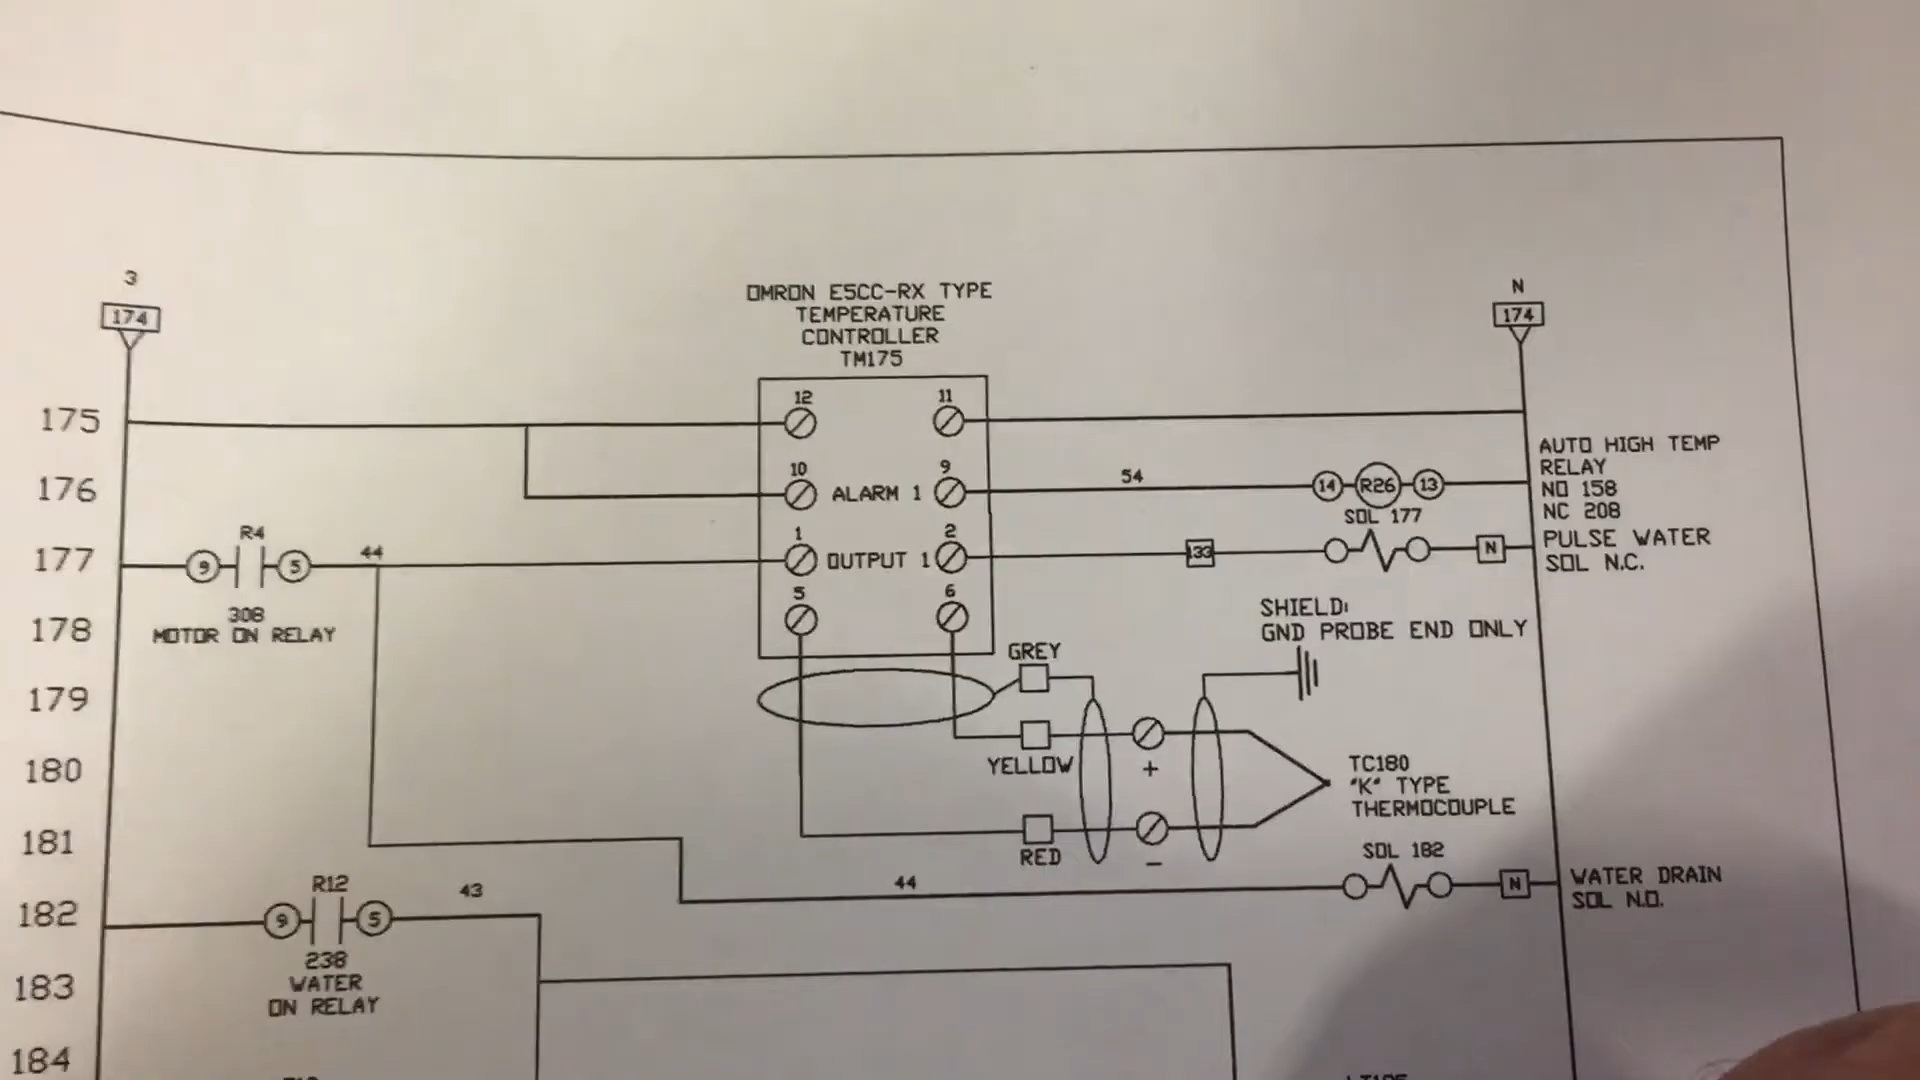 3
174
N
174
OMRON E5CC-RX TYPE
TEMPERATURE
CONTROLLER
TM175
175
12
11
176
10
ALARM 1
9
54
14
R26
13
AUTO HIGH TEMP
RELAY
NO 158
NC 208
177
R4
9
5
44
1
OUTPUT 1
2
133
SOL 177
N
PULSE WATER
SOL N.C.
308
MOTOR ON RELAY
178
5
6
SHIELD:
GND PROBE END ONLY
179
GREY
180
YELLOW
+
TC180
"K" TYPE
THERMOCOUPLE
181
RED
-
SOL 182
182
R12
9
5
43
44
N
WATER DRAIN
SOL N.O.
238
WATER
ON RELAY
183
184